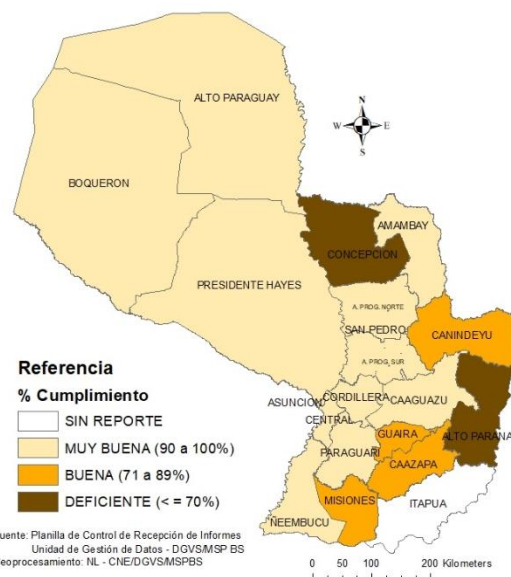 ALTO PARAGUAY
N
W E
S
BOQUERON
AMAMBAY
CONCEPCION
PRESIDENTE HAYES
A. PROG. NORTE
SAN PEDRO
CANINDEYU
A. PROG. SUR
Referencia
% Cumplimiento
SIN REPORTE
MUY BUENA (90 a 100%)
BUENA (71 a 89%)
DEFICIENTE (< = 70%)
ASUNCION
CORDILLERA
CAAGUAZU
CENTRAL
GUAIRA
ALTO PARANA
PARAGUARI
CAAZAPA
MISIONES
ITAPUA
ÑEEMBUCU
uente: Planilla de Control de Recepción de Informes
Unidad de Gestión de Datos - DGVS/MSP BS
eoprocesamiento: NL - CNE/DGVS/MSPBS
0 50 100 200 Kilometers